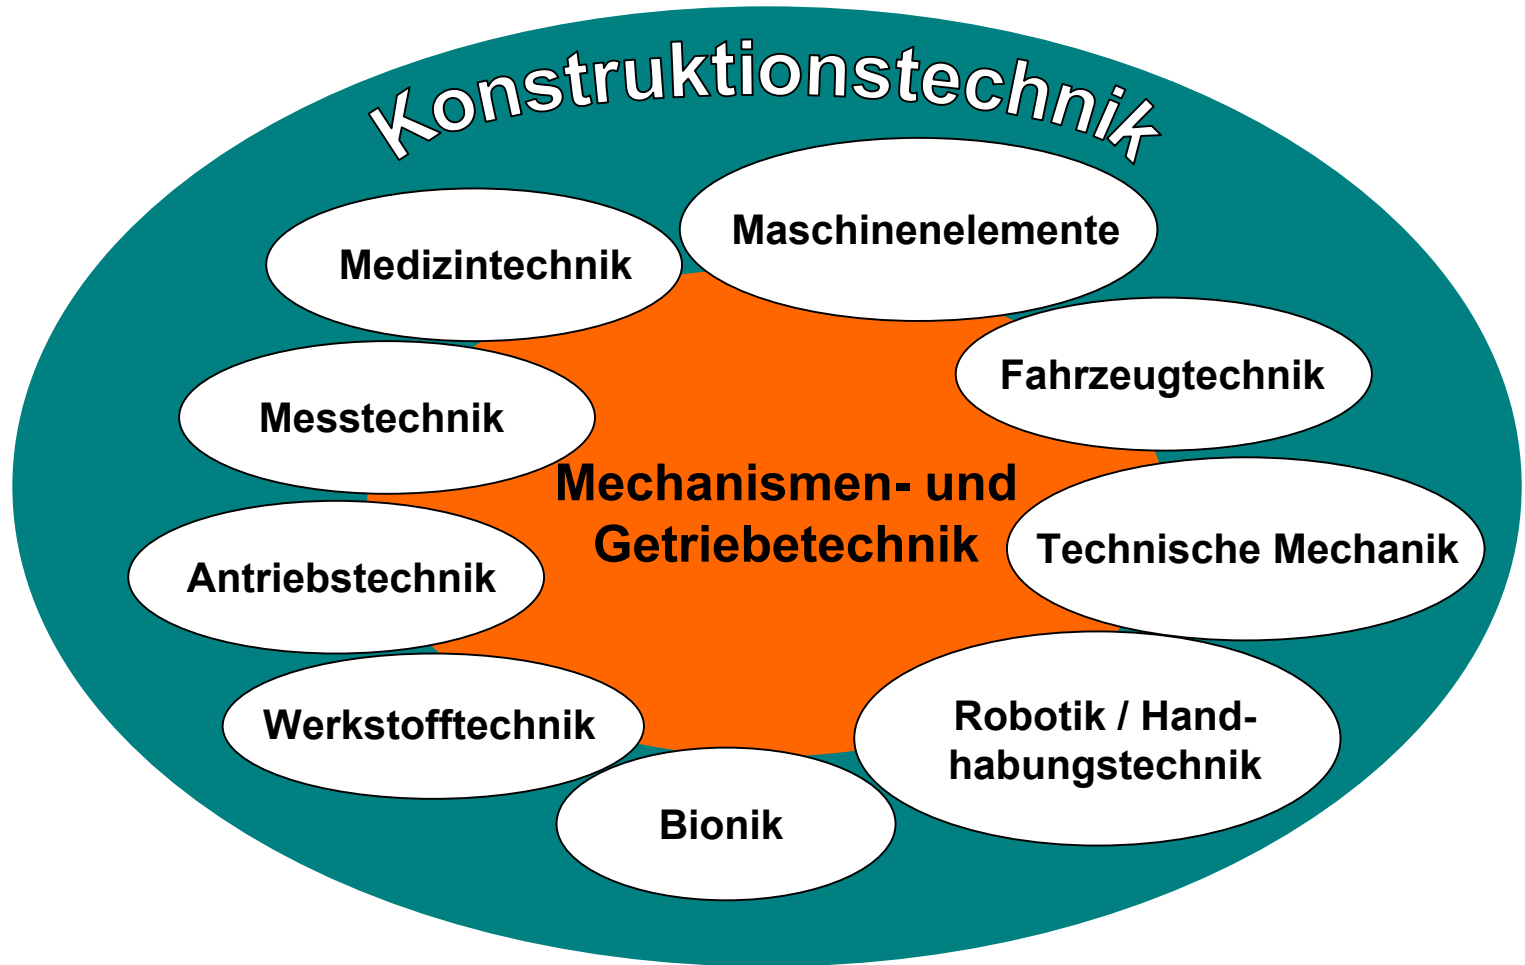 Konstruktionstechnik
Maschinenelemente
Medizintechnik
Fahrzeugtechnik
Messtechnik
Mechanismen- und
Getriebetechnik
Technische Mechanik
Antriebstechnik
Robotik / Hand-
habungstechnik
Werkstofftechnik
Bionik